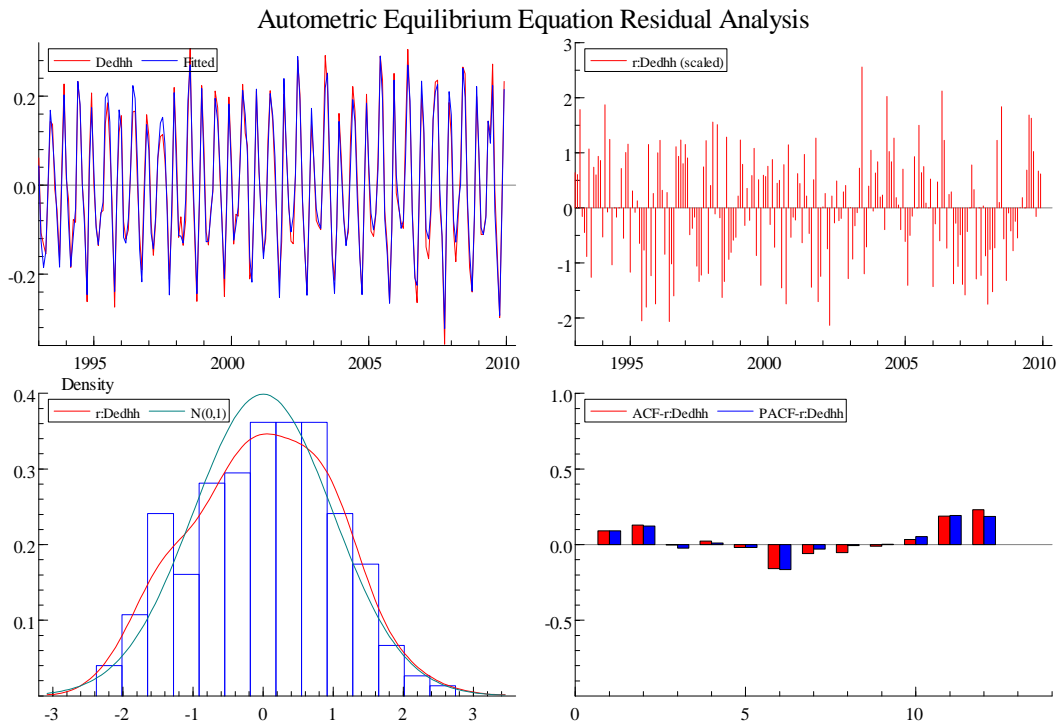 Autometric Equilibrium Equation Residual Analysis
Dedhh Fitted
0.2
0.0
-0.2
1995 2000 2005 2010
r:Dedhh (scaled)
3
2
1
0
-1
-2
1995 2000 2005 2010
Density
r:Dedhh N(0,1)
0.4
0.3
0.2
0.1
-3 -2 -1 0 1 2 3
ACF-r:Dedhh PACF-r:Dedhh
1.0
0.5
0.0
-0.5
0 5 10